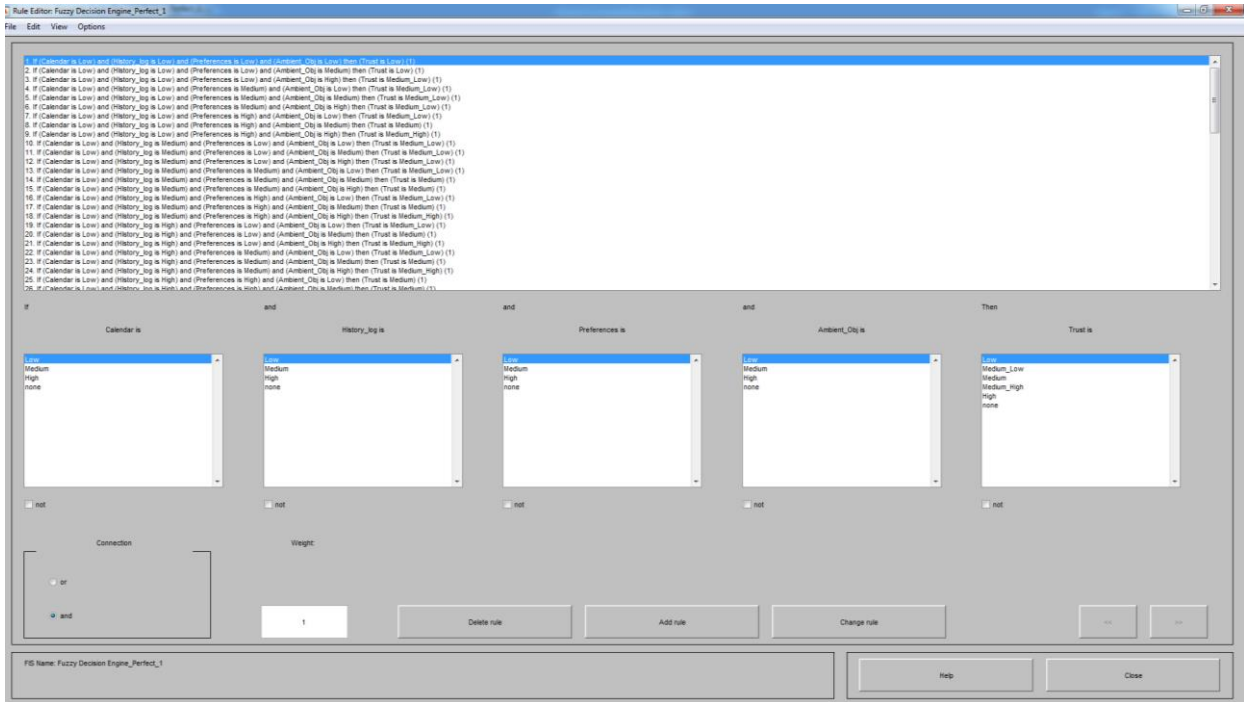 Rule Editor: Fuzzy Decision Engine_Perfect_1
File Edit View Options
1. If (Calendar is Low) and (History_log is Low) and (Preferences is Low) and (Ambient_Obj is Low) then (Trust is Low) (1)
2. If (Calendar is Low) and (History_log is Low) and (Preferences is Low) and (Ambient_Obj is Medium) then (Trust is Low) (1)
3. If (Calendar is Low) and (History_log is Low) and (Preferences is Low) and (Ambient_Obj is High) then (Trust is Medium_Low) (1)
4. If (Calendar is Low) and (History_log is Low) and (Preferences is Medium) and (Ambient_Obj is Low) then (Trust is Medium_Low) (1)
5. If (Calendar is Low) and (History_log is Low) and (Preferences is Medium) and (Ambient_Obj is Medium) then (Trust is Medium_Low) (1)
6. If (Calendar is Low) and (History_log is Low) and (Preferences is Medium) and (Ambient_Obj is High) then (Trust is Medium_Low) (1)
7. If (Calendar is Low) and (History_log is Low) and (Preferences is High) and (Ambient_Obj is Low) then (Trust is Medium_Low) (1)
8. If (Calendar is Low) and (History_log is Low) and (Preferences is High) and (Ambient_Obj is Medium) then (Trust is Medium) (1)
9. If (Calendar is Low) and (History_log is Low) and (Preferences is High) and (Ambient_Obj is High) then (Trust is Medium_High) (1)
10. If (Calendar is Low) and (History_log is Medium) and (Preferences is Low) and (Ambient_Obj is Low) then (Trust is Medium_Low) (1)
11. If (Calendar is Low) and (History_log is Medium) and (Preferences is Low) and (Ambient_Obj is Medium) then (Trust is Medium_Low) (1)
12. If (Calendar is Low) and (History_log is Medium) and (Preferences is Low) and (Ambient_Obj is High) then (Trust is Medium_Low) (1)
13. If (Calendar is Low) and (History_log is Medium) and (Preferences is Medium) and (Ambient_Obj is Low) then (Trust is Medium_Low) (1)
14. If (Calendar is Low) and (History_log is Medium) and (Preferences is Medium) and (Ambient_Obj is Medium) then (Trust is Medium) (1)
15. If (Calendar is Low) and (History_log is Medium) and (Preferences is Medium) and (Ambient_Obj is High) then (Trust is Medium) (1)
16. If (Calendar is Low) and (History_log is Medium) and (Preferences is High) and (Ambient_Obj is Low) then (Trust is Medium_Low) (1)
17. If (Calendar is Low) and (History_log is Medium) and (Preferences is High) and (Ambient_Obj is Medium) then (Trust is Medium) (1)
18. If (Calendar is Low) and (History_log is Medium) and (Preferences is High) and (Ambient_Obj is High) then (Trust is Medium_High) (1)
19. If (Calendar is Low) and (History_log is High) and (Preferences is Low) and (Ambient_Obj is Low) then (Trust is Medium_Low) (1)
20. If (Calendar is Low) and (History_log is High) and (Preferences is Low) and (Ambient_Obj is Medium) then (Trust is Medium) (1)
21. If (Calendar is Low) and (History_log is High) and (Preferences is Low) and (Ambient_Obj is High) then (Trust is Medium_High) (1)
22. If (Calendar is Low) and (History_log is High) and (Preferences is Medium) and (Ambient_Obj is Low) then (Trust is Medium_Low) (1)
23. If (Calendar is Low) and (History_log is High) and (Preferences is Medium) and (Ambient_Obj is Medium) then (Trust is Medium) (1)
24. If (Calendar is Low) and (History_log is High) and (Preferences is Medium) and (Ambient_Obj is High) then (Trust is Medium_High) (1)
25. If (Calendar is Low) and (History_log is High) and (Preferences is High) and (Ambient_Obj is Low) then (Trust is Medium) (1)
26. If (Calendar is Low) and (History_log is High) and (Preferences is High) and (Ambient_Obj is Medium) then (Trust is Medium) (1)
If and and and Then
Calendar is History_log is Preferences is Ambient_Obj is Trust is
Low Low Low Low Low
Medium Medium Medium Medium Medium_Low
High High High High Medium
none none none none Medium_High
High
none
not not not not not
Connection Weight:
or
and 1 Delete rule Add rule Change rule << >>
FIS Name: Fuzzy Decision Engine_Perfect_1 Help Close